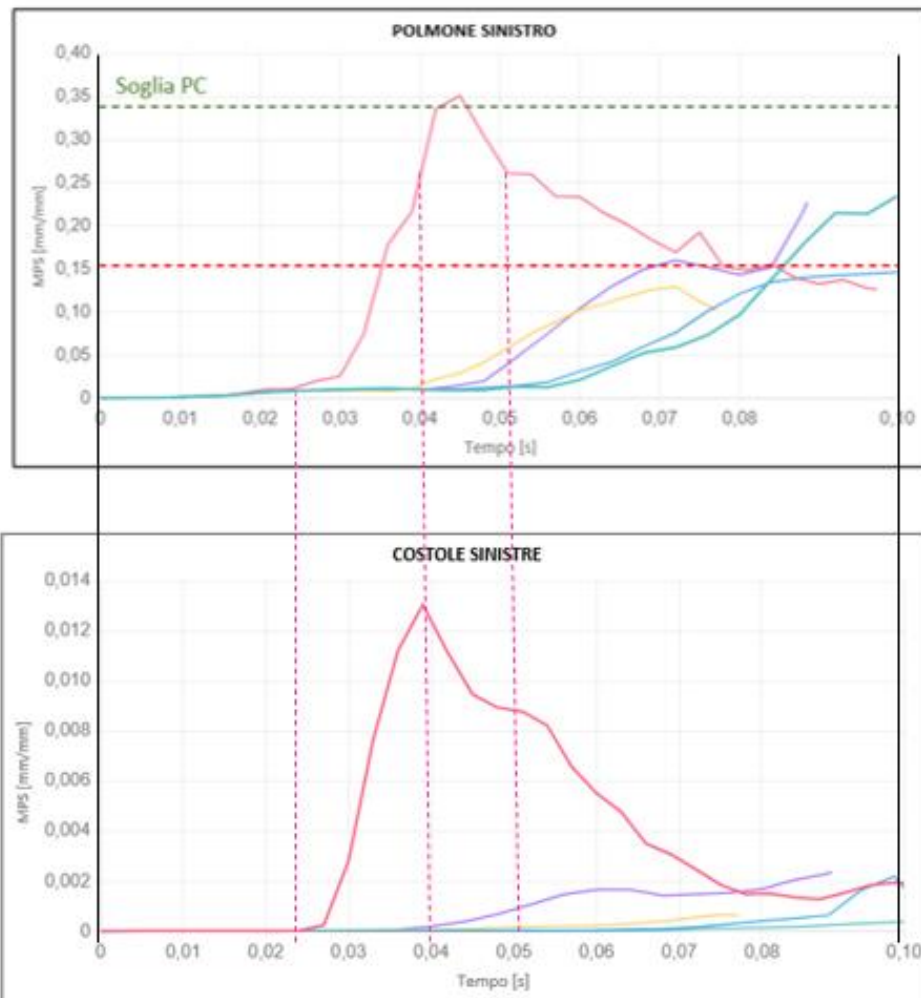 POLMONE SINISTRO
0,40
Soglia PC
0,35
0,30
0,25
0,20
0,15
0,10
0,05
0
MPS [mm/mm]
0 0,01 0,02 0,03 0,04 0,05 0,06 0,07 0,08 0,10
Tempo [s]
COSTOLE SINISTRE
0,014
0,012
0,010
0,008
0,006
0,004
0,002
0
MPS [mm/mm]
0 0,01 0,02 0,03 0,04 0,05 0,06 0,07 0,08 0,10
Tempo [s]